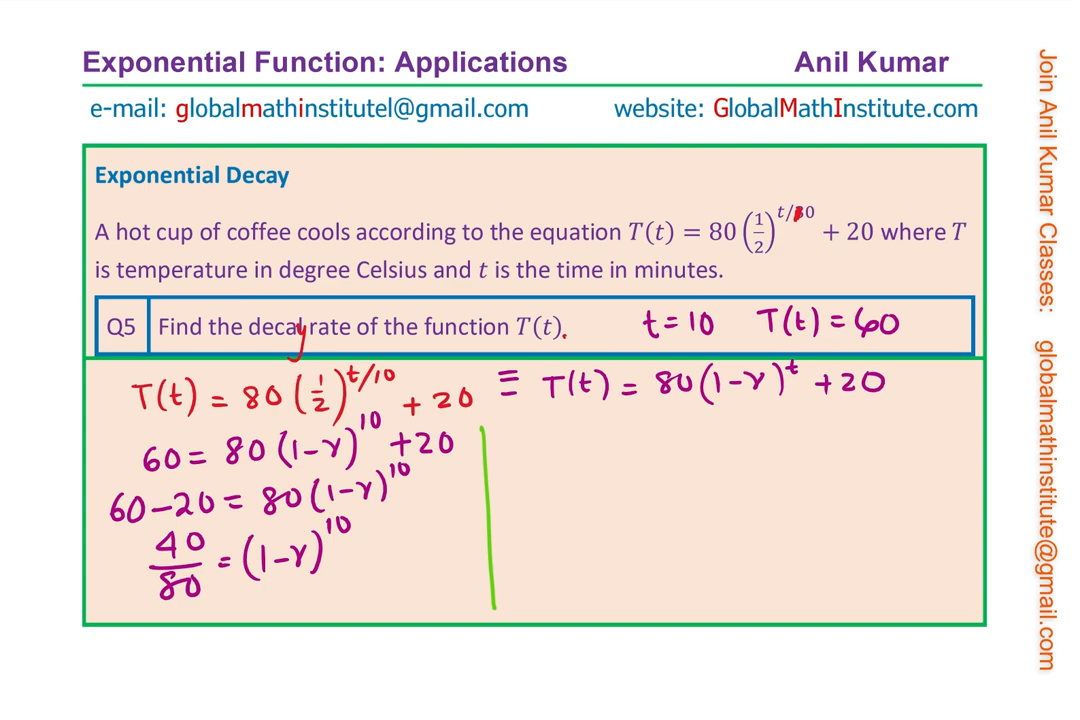 Exponential Function: Applications Anil Kumar
e-mail: globalmathinstitutel@gmail.com website: GlobalMathInstitute.com
Exponential Decay
A hot cup of coffee cools according to the equation T(t) = 80 (1/2)^(t/10) + 20 where T
is temperature in degree Celsius and t is the time in minutes.
Q5 Find the decay rate of the function T(t). t = 10 T(t) = 60
T(t) = 80 (1/2)^(t/10) + 20 ≡ T(t) = 80 (1-r)^t + 20
60 = 80 (1-r)^10 + 20
60 - 20 = 80 (1-r)^10
40/80 = (1-r)^10
Join Anil Kumar Classes: globalmathinstitute@gmail.com